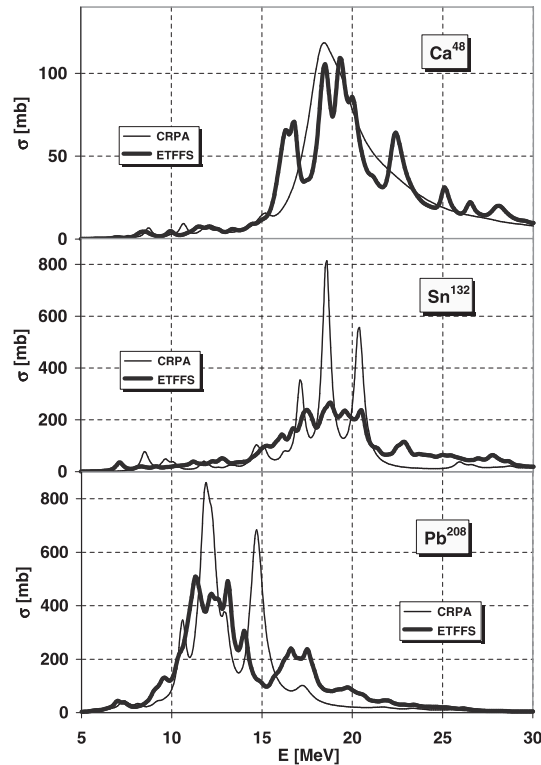 Ca48
100
σ [mb]
CRPA
ETFFS
50
0
800
Sn132
600
σ [mb]
CRPA
ETFFS
400
200
0
800
Pb208
600
σ [mb]
CRPA
ETFFS
400
200
0
5 10 15 20 25 30
E [MeV]